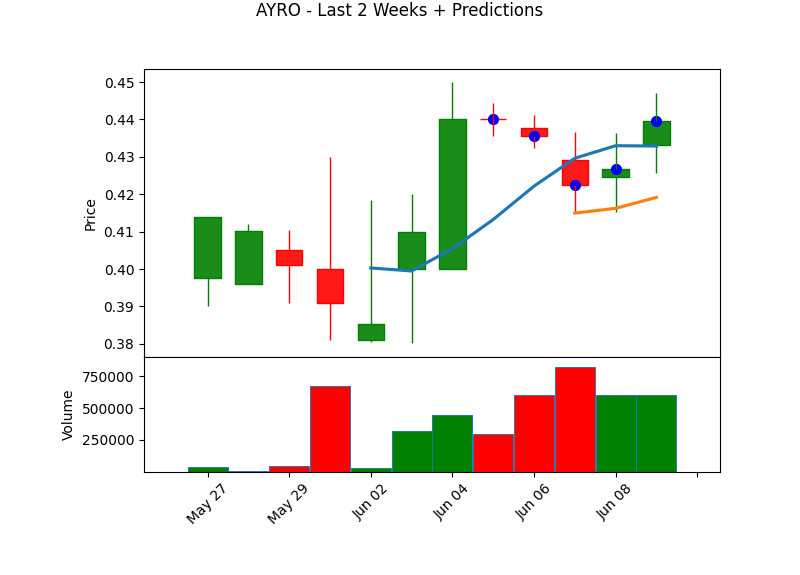 AYRO - Last 2 Weeks + Predictions
0.45
0.44
0.43
0.42
0.41
0.40
0.39
0.38
Price
750000
500000
250000
Volume
May 27
May 29
Jun 02
Jun 04
Jun 06
Jun 08